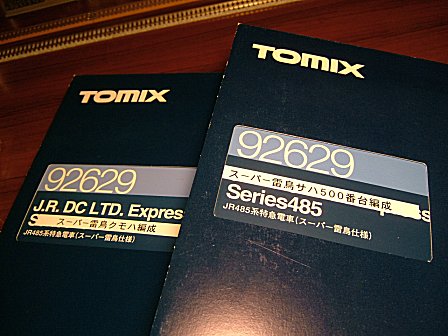 TOMIX
92629
J.R. DC LTD. Express
S
スーパー雷鳥クモハ編成
JR485系特急電車(スーパー雷鳥仕様)
TOMIX
92629
スーパー雷鳥サハ500番台編成
Series485 press
JR485系特急電車(スーパー雷鳥仕様)